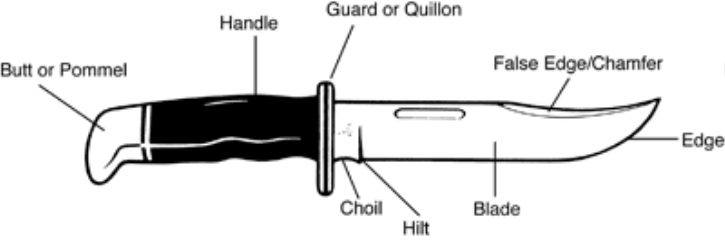 Guard or Quillon
Handle
Butt or Pommel
False Edge/Chamfer
Edge
Choil
Blade
Hilt